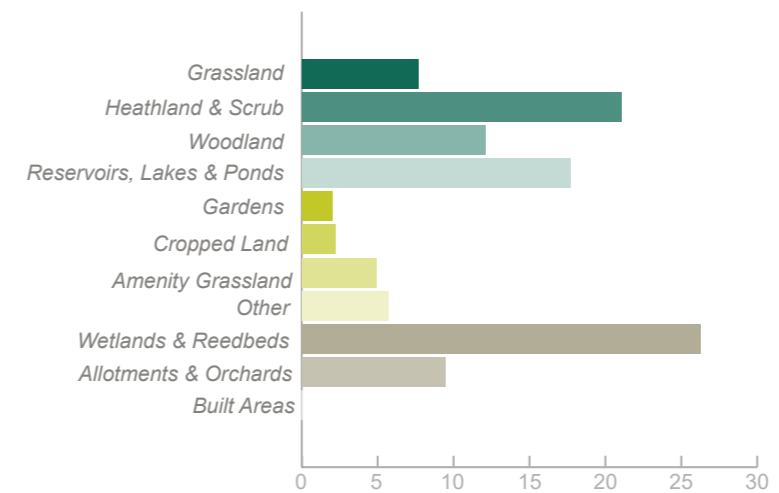 Grassland
Heathland & Scrub
Woodland
Reservoirs, Lakes & Ponds
Gardens
Cropped Land
Amenity Grassland
Other
Wetlands & Reedbeds
Allotments & Orchards
Built Areas
0 5 10 15 20 25 30